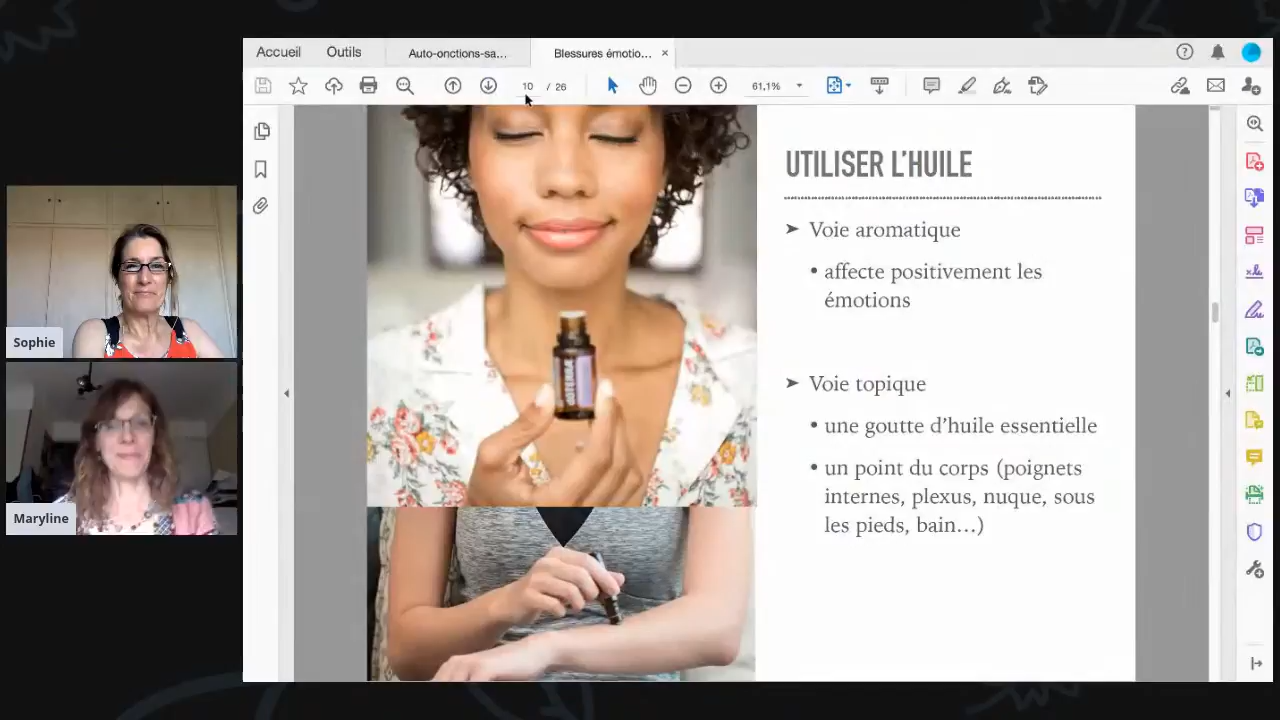 Accueil
Outils
Auto-onctions-sa...
Blessures émotio...
10 / 26
61,1%
UTILISER L'HUILE
➤ Voie aromatique
• affecte positivement les
émotions
➤ Voie topique
• une goutte d'huile essentielle
• un point du corps (poignets
internes, plexus, nuque, sous
les pieds, bain…)
dōTERRA
Sophie
Maryline